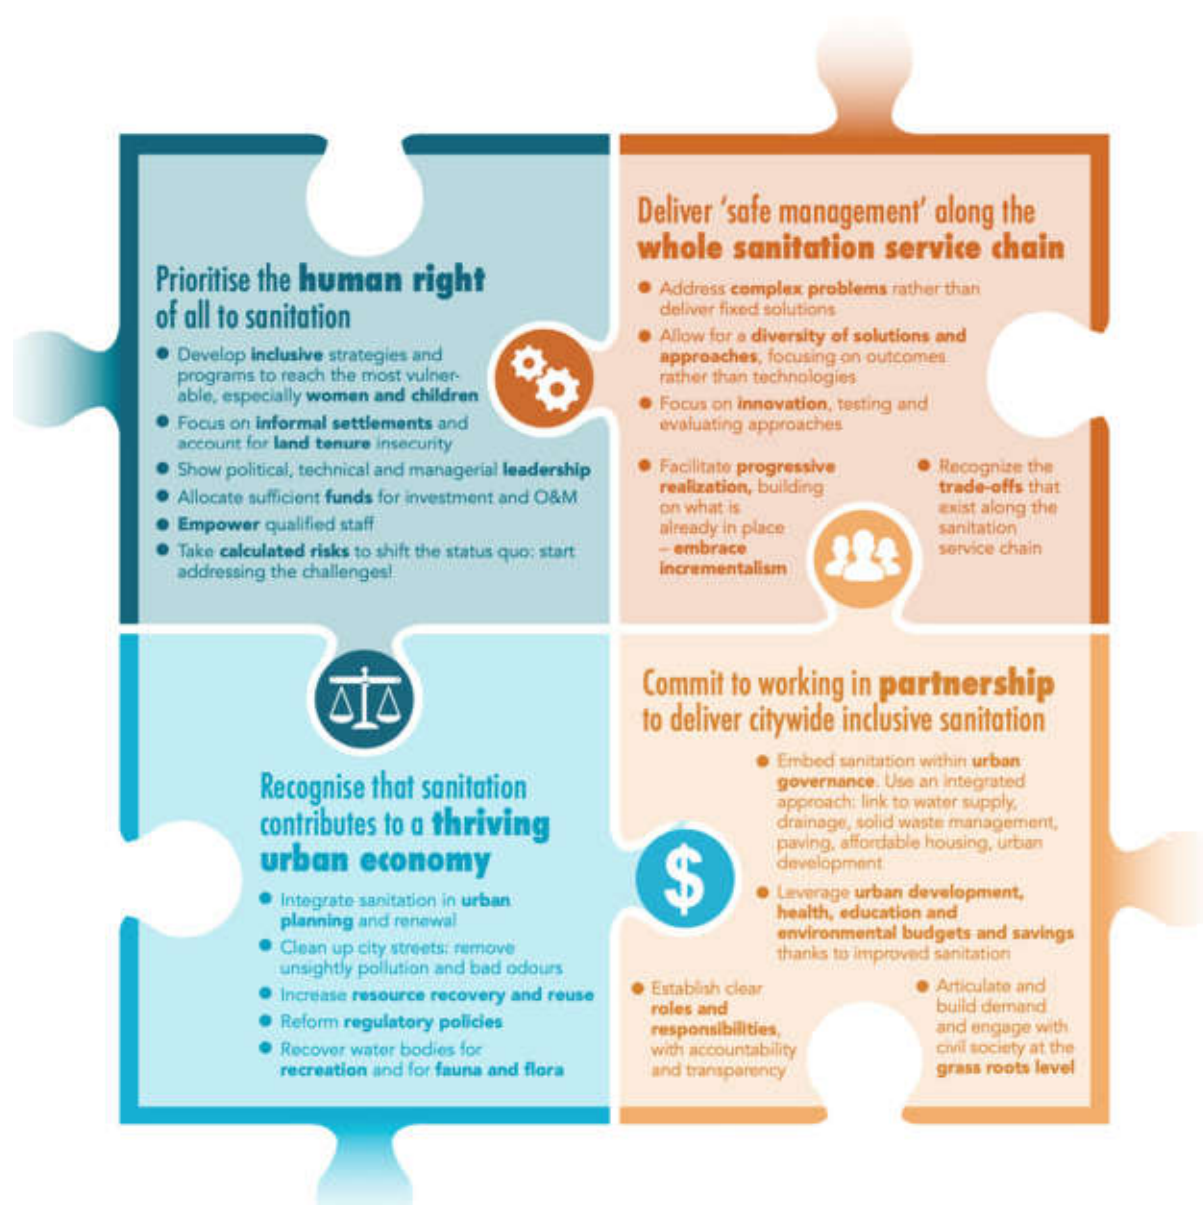 Prioritise the human right
of all to sanitation
● Develop inclusive strategies and
programs to reach the most vulner-
able, especially women and children
● Focus on informal settlements and
account for land tenure insecurity
● Show political, technical and managerial leadership
● Allocate sufficient funds for investment and O&M
● Empower qualified staff
● Take calculated risks to shift the status quo: start
addressing the challenges!
Deliver ‘safe management’ along the
whole sanitation service chain
● Address complex problems rather than
deliver fixed solutions
● Allow for a diversity of solutions and
approaches, focusing on outcomes
rather than technologies
● Focus on innovation, testing and
evaluating approaches
● Facilitate progressive
realization, building
on what is
already in place
– embrace
incrementalism
● Recognize the
trade-offs that
exist along the
sanitation
service chain
Recognise that sanitation
contributes to a thriving
urban economy
● Integrate sanitation in urban
planning and renewal
● Clean up city streets: remove
unsightly pollution and bad odours
● Increase resource recovery and reuse
● Reform regulatory policies
● Recover water bodies for
recreation and for fauna and flora
$
Commit to working in partnership
to deliver citywide inclusive sanitation
● Embed sanitation within urban
governance. Use an integrated
approach: link to water supply,
drainage, solid waste management,
paving, affordable housing, urban
development
● Leverage urban development,
health, education and
environmental budgets and savings
thanks to improved sanitation
● Establish clear
roles and
responsibilities,
with accountability
and transparency
● Articulate and
build demand
and engage with
civil society at the
grass roots level